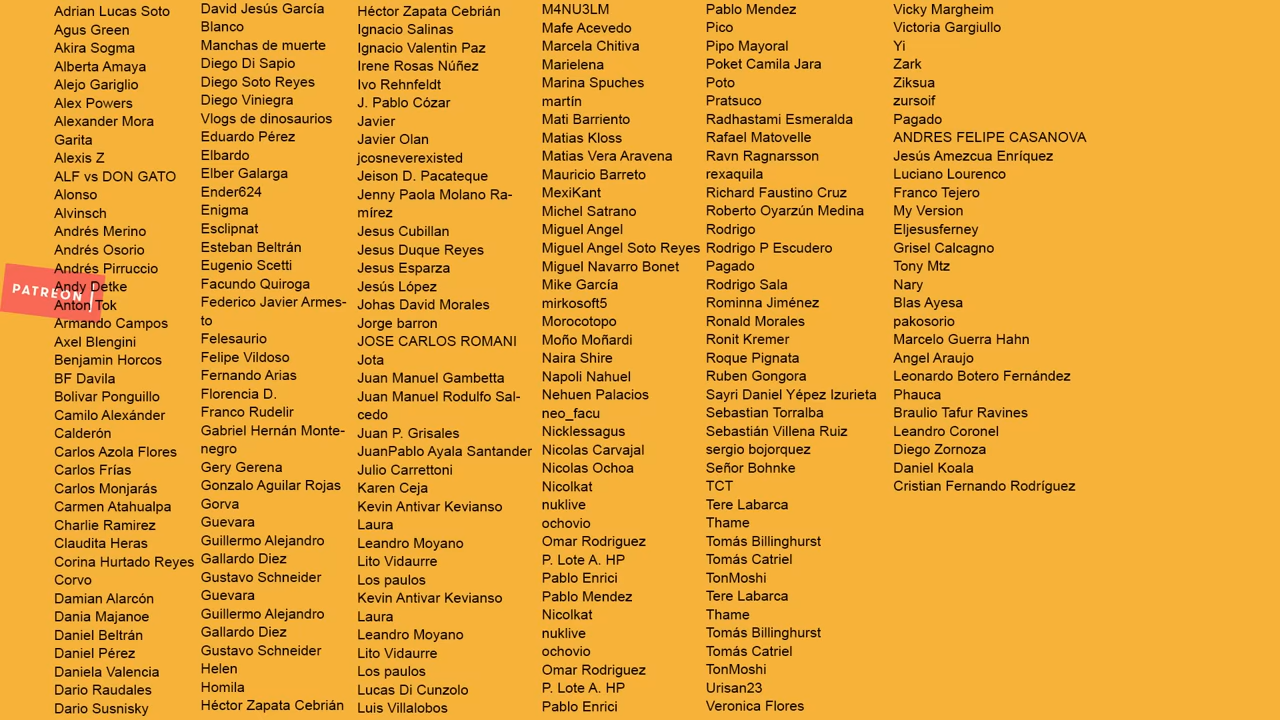 Adrian Lucas Soto
Agus Green
Akira Sogma
Alberta Amaya
Alejo Gariglio
Alex Powers
Alexander Mora
Garita
Alexis Z
ALF vs DON GATO
Alonso
Alvinsch
Andrés Merino
Andrés Osorio
Andrés Pirruccio
Andy Detke
PATREON
Anton Tok
Armando Campos
Axel Blengini
Benjamin Horcos
BF Davila
Bolivar Ponguillo
Camilo Alexánder
Calderón
Carlos Azola Flores
Carlos Frías
Carlos Monjarás
Carmen Atahualpa
Charlie Ramirez
Claudita Heras
Corina Hurtado Reyes
Corvo
Damian Alarcón
Dania Majanoe
Daniel Beltrán
Daniel Pérez
Daniela Valencia
Dario Raudales
Dario Susnisky
David Jesús García
Blanco
Manchas de muerte
Diego Di Sapio
Diego Soto Reyes
Diego Viniegra
Vlogs de dinosaurios
Eduardo Pérez
Elbardo
Elber Galarga
Ender624
Enigma
Esclipnat
Esteban Beltrán
Eugenio Scetti
Facundo Quiroga
Federico Javier Armes-
to
Felesaurio
Felipe Vildoso
Fernando Arias
Florencia D.
Franco Rudelir
Gabriel Hernán Monte-
negro
Gery Gerena
Gonzalo Aguilar Rojas
Gorva
Guevara
Guillermo Alejandro
Gallardo Diez
Gustavo Schneider
Guevara
Guillermo Alejandro
Gallardo Diez
Gustavo Schneider
Helen
Homila
Héctor Zapata Cebrián
Héctor Zapata Cebrián
Ignacio Salinas
Ignacio Valentin Paz
Irene Rosas Núñez
Ivo Rehnfeldt
J. Pablo Cózar
Javier
Javier Olan
jcosneverexisted
Jeison D. Pacateque
Jenny Paola Molano Ra-
mírez
Jesus Cubillan
Jesus Duque Reyes
Jesus Esparza
Jesús López
Johas David Morales
Jorge barron
JOSE CARLOS ROMANI
Jota
Juan Manuel Gambetta
Juan Manuel Rodulfo Sal-
cedo
Juan P. Grisales
JuanPablo Ayala Santander
Julio Carrettoni
Karen Ceja
Kevin Antivar Kevianso
Laura
Leandro Moyano
Lito Vidaurre
Los paulos
Kevin Antivar Kevianso
Laura
Leandro Moyano
Lito Vidaurre
Los paulos
Lucas Di Cunzolo
Luis Villalobos
M4NU3LM
Mafe Acevedo
Marcela Chitiva
Marielena
Marina Spuches
martín
Mati Barriento
Matias Kloss
Matias Vera Aravena
Mauricio Barreto
MexiKant
Michel Satrano
Miguel Angel
Miguel Angel Soto Reyes
Miguel Navarro Bonet
Mike García
mirkosoft5
Morocotopo
Moño Moñardi
Naira Shire
Napoli Nahuel
Nehuen Palacios
neo_facu
Nicklessagus
Nicolas Carvajal
Nicolas Ochoa
Nicolkat
nuklive
ochovio
Omar Rodriguez
P. Lote A. HP
Pablo Enrici
Pablo Mendez
Nicolkat
nuklive
ochovio
Omar Rodriguez
P. Lote A. HP
Pablo Enrici
Pablo Mendez
Pico
Pipo Mayoral
Poket Camila Jara
Poto
Pratsuco
Radhastami Esmeralda
Rafael Matovelle
Ravn Ragnarsson
rexaquila
Richard Faustino Cruz
Roberto Oyarzún Medina
Rodrigo
Rodrigo P Escudero
Pagado
Rodrigo Sala
Rominna Jiménez
Ronald Morales
Ronit Kremer
Roque Pignata
Ruben Gongora
Sayri Daniel Yépez Izurieta
Sebastian Torralba
Sebastián Villena Ruiz
sergio bojorquez
Señor Bohnke
TCT
Tere Labarca
Thame
Tomás Billinghurst
Tomás Catriel
TonMoshi
Tere Labarca
Thame
Tomás Billinghurst
Tomás Catriel
TonMoshi
Urisan23
Veronica Flores
Vicky Margheim
Victoria Gargiullo
Yi
Zark
Ziksua
zursoif
Pagado
ANDRES FELIPE CASANOVA
Jesús Amezcua Enríquez
Luciano Lourenco
Franco Tejero
My Version
Eljesusferney
Grisel Calcagno
Tony Mtz
Nary
Blas Ayesa
pakosorio
Marcelo Guerra Hahn
Angel Araujo
Leonardo Botero Fernández
Phauca
Braulio Tafur Ravines
Leandro Coronel
Diego Zornoza
Daniel Koala
Cristian Fernando Rodríguez